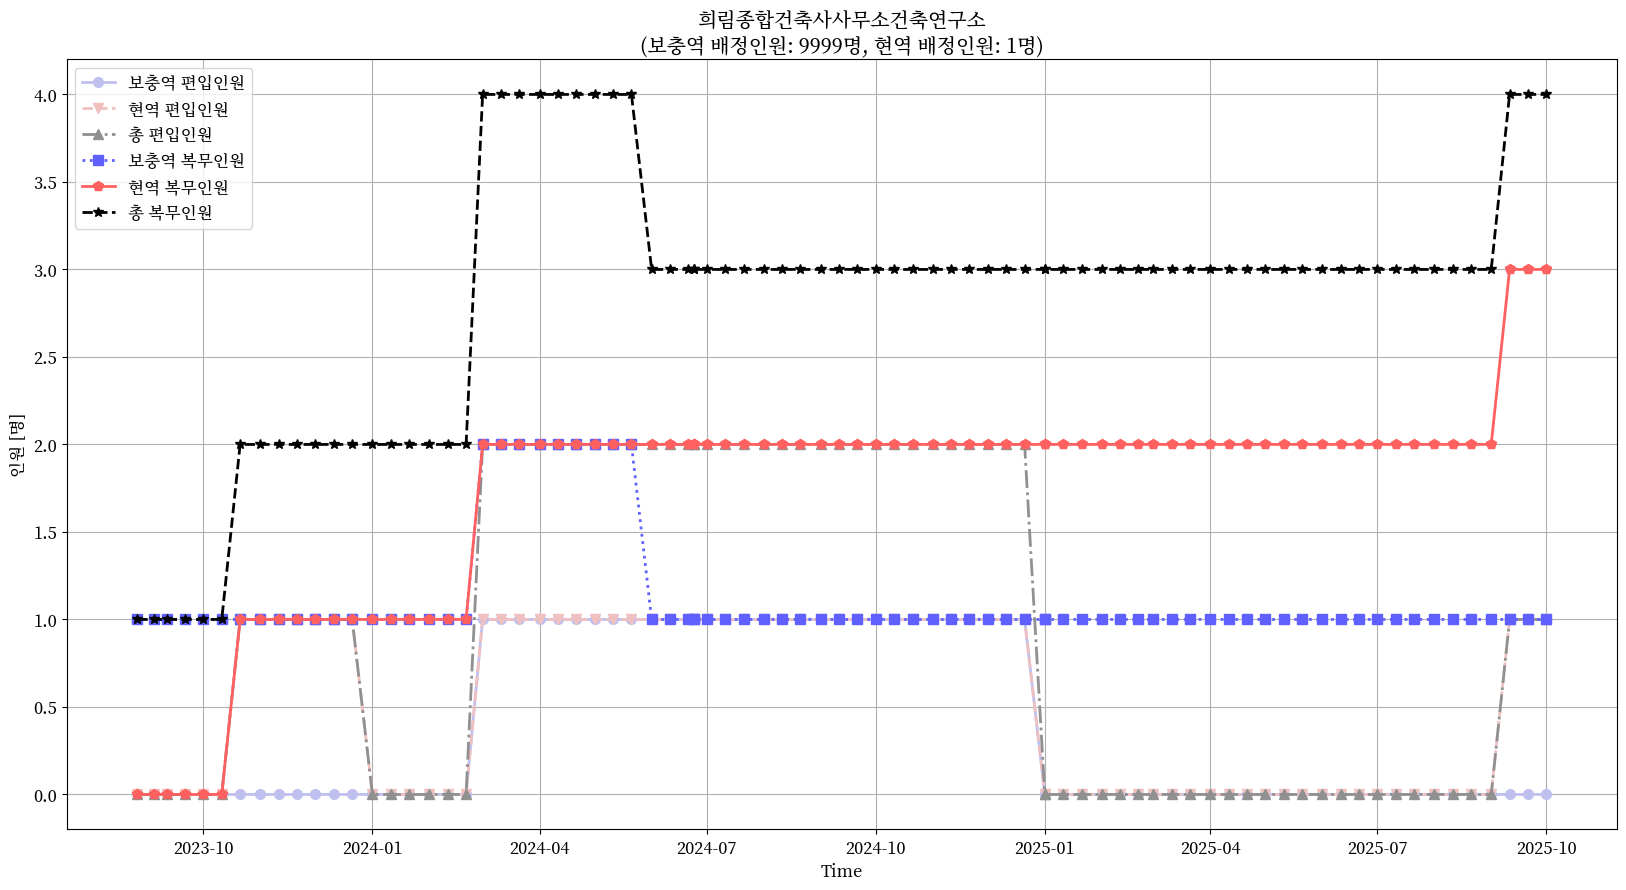 희림종합건축사사무소건축연구소
(보충역 배정인원: 9999명, 현역 배정인원: 1명)
보충역 편입인원
현역 편입인원
총 편입인원
보충역 복무인원
현역 복무인원
총 복무인원
인원 [명]
4.0
3.5
3.0
2.5
2.0
1.5
1.0
0.5
0.0
2023-10
2024-01
2024-04
2024-07
2024-10
2025-01
2025-04
2025-07
2025-10
Time